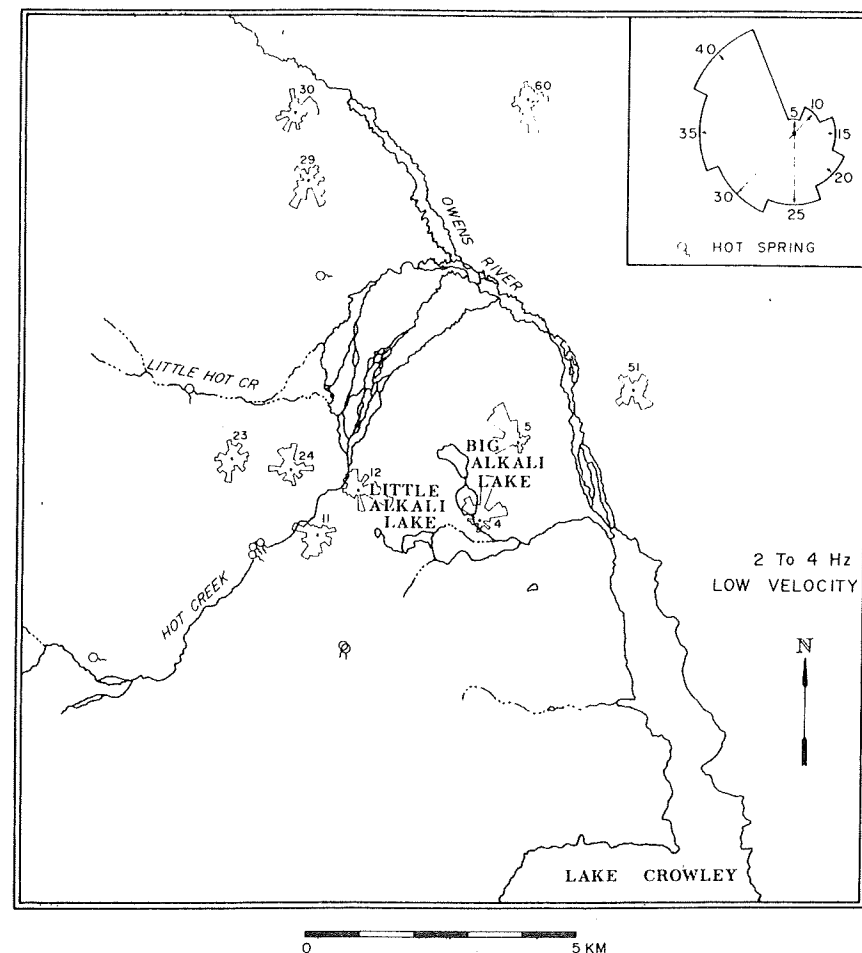 30
60
29
OWENS
RIVER
40
5
10
35
15
20
30
25
HOT SPRING
LITTLE HOT CR
51
5
BIG
ALKALI
LAKE
23
24
12
LITTLE
ALKALI
LAKE
4
11
HOT CREEK
2 To 4 Hz
LOW VELOCITY
N
LAKE CROWLEY
0
5 KM